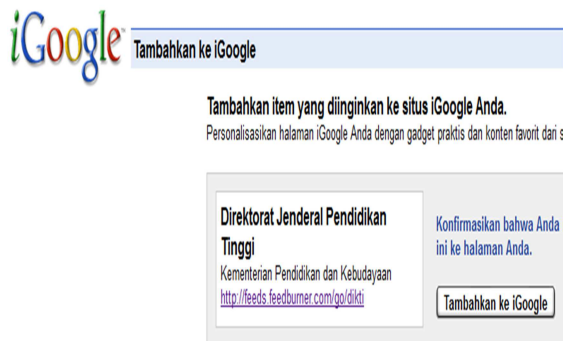 iGoogle™ Tambahkan ke iGoogle
Tambahkan item yang diinginkan ke situs iGoogle Anda.
Personalisasikan halaman iGoogle Anda dengan gadget praktis dan konten favorit dari s
Direktorat Jenderal Pendidikan
Tinggi
Kementerian Pendidikan dan Kebudayaan
http://feeds.feedburner.com/go/dikti
Konfirmasikan bahwa Anda
ini ke halaman Anda.
Tambahkan ke iGoogle